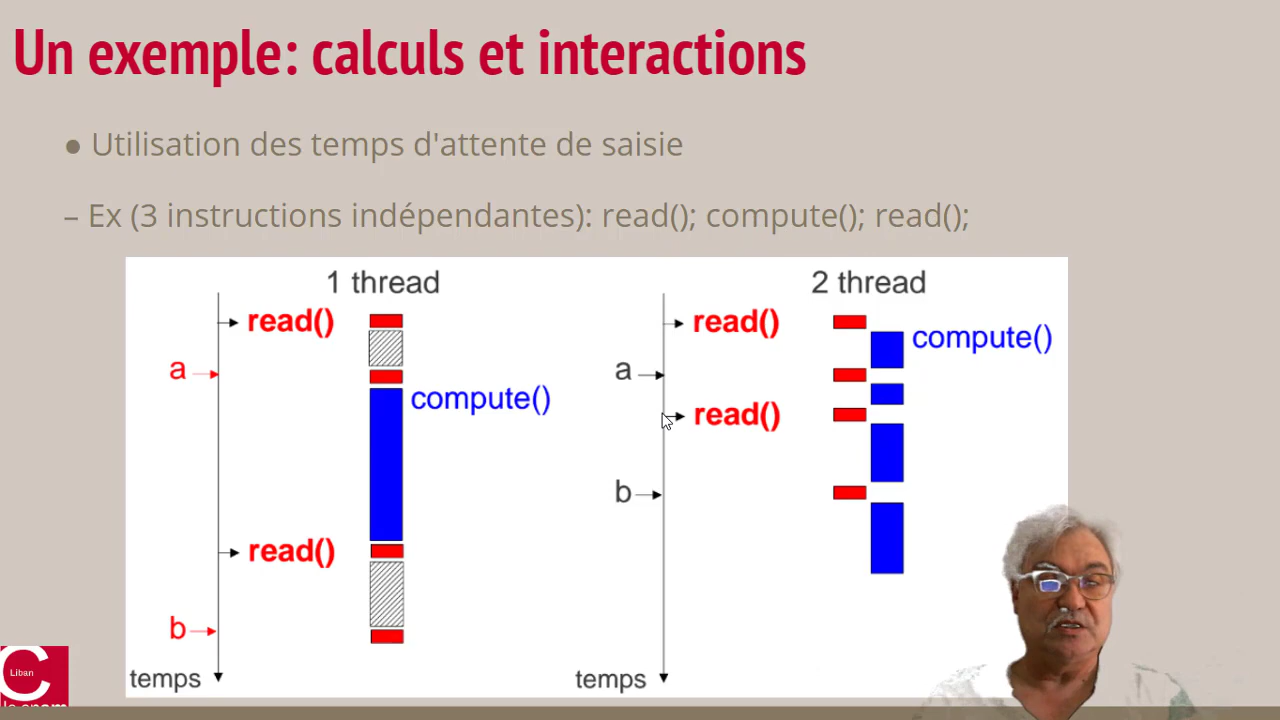 Un exemple: calculs et interactions
● Utilisation des temps d'attente de saisie
– Ex (3 instructions indépendantes): read(); compute(); read();
1 thread
2 thread
read()
read()
compute()
a
a
compute()
read()
b
read()
b
temps
temps
Liban